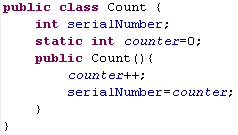 public class Count {
    int serialNumber;
    static int counter=0;
    public Count(){
        counter++;
        serialNumber=counter;
    }
}